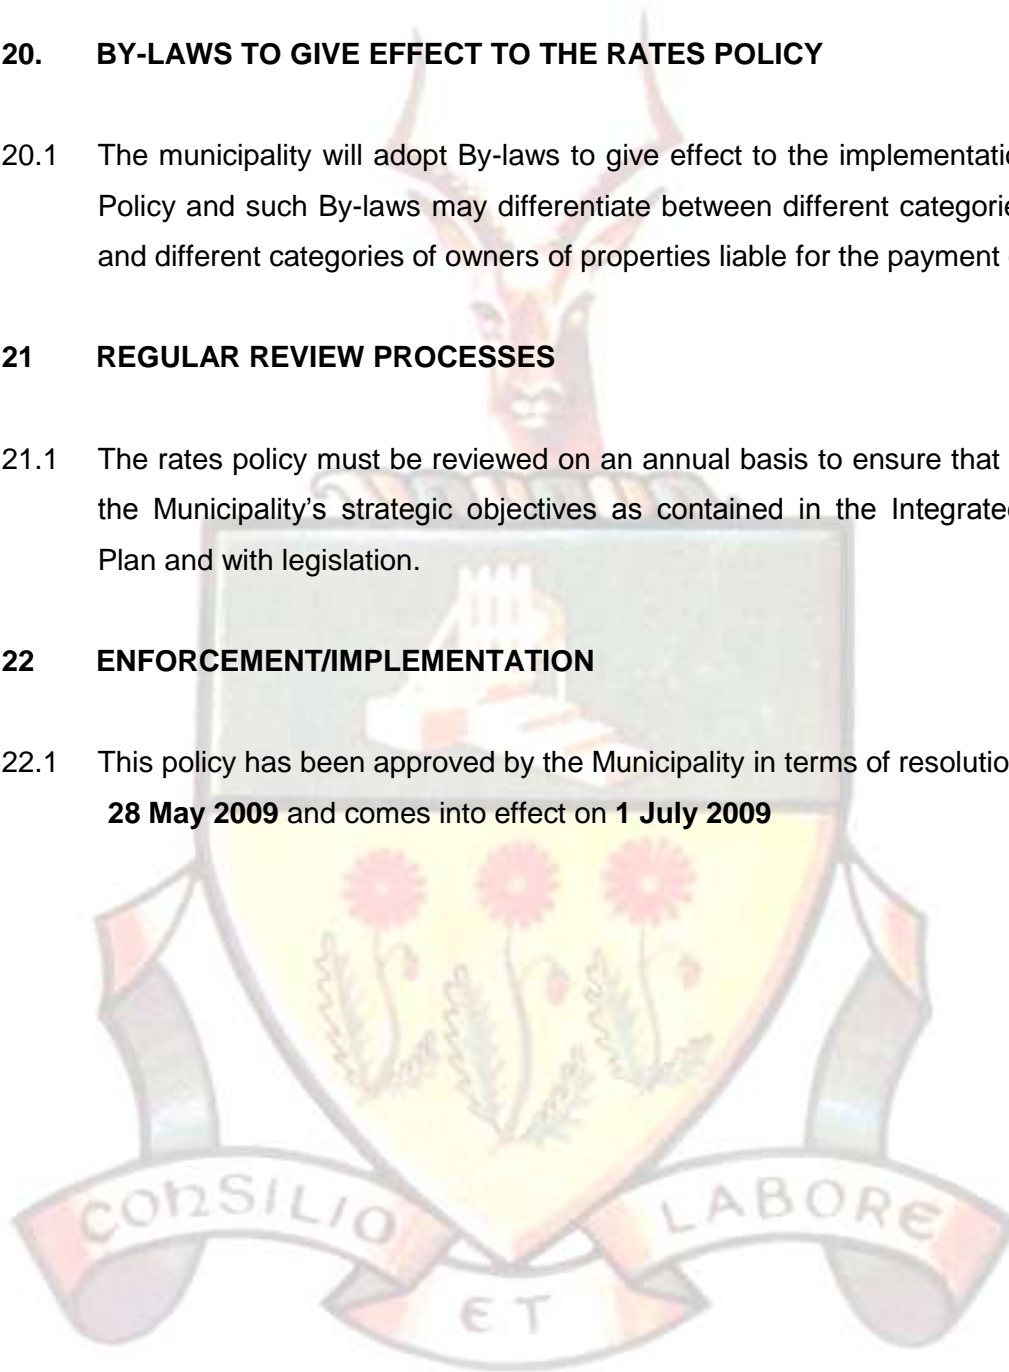 20. BY-LAWS TO GIVE EFFECT TO THE RATES POLICY
20.1 The municipality will adopt By-laws to give effect to the implementatio
Policy and such By-laws may differentiate between different categorie
and different categories of owners of properties liable for the payment
21 REGULAR REVIEW PROCESSES
21.1 The rates policy must be reviewed on an annual basis to ensure that
the Municipality's strategic objectives as contained in the Integrated
Plan and with legislation.
22 ENFORCEMENT/IMPLEMENTATION
22.1 This policy has been approved by the Municipality in terms of resolutio
28 May 2009 and comes into effect on 1 July 2009
CONSILIO LABORE
ET